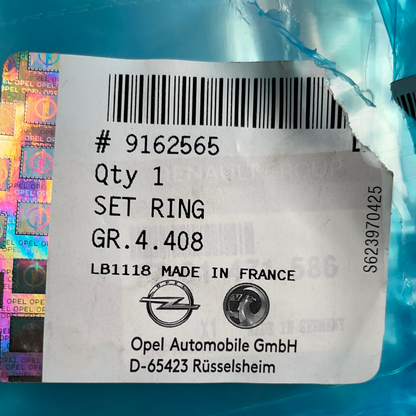 # 9162565
Qty 1
SET RING
GR.4.408
LB1118 MADE IN FRANCE
Opel Automobile GmbH
D-65423 Rüsselsheim
S623970425